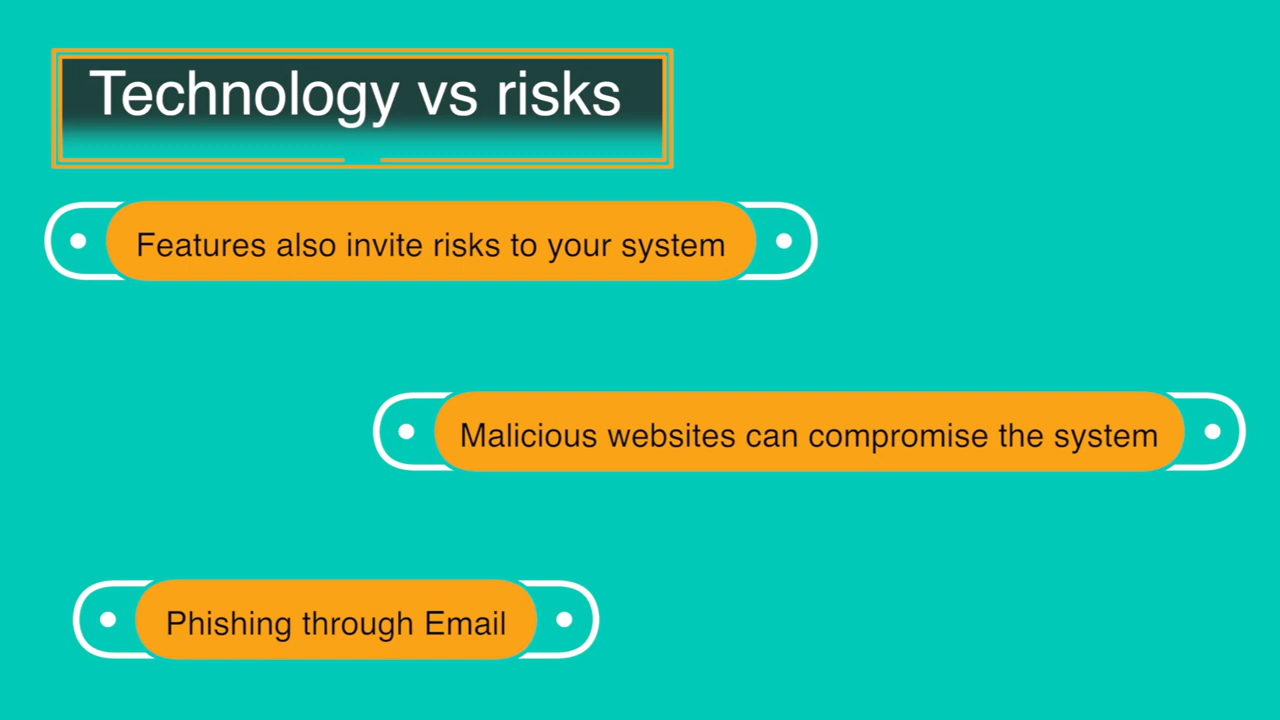 Technology vs risks
Features also invite risks to your system
Malicious websites can compromise the system
Phishing through Email